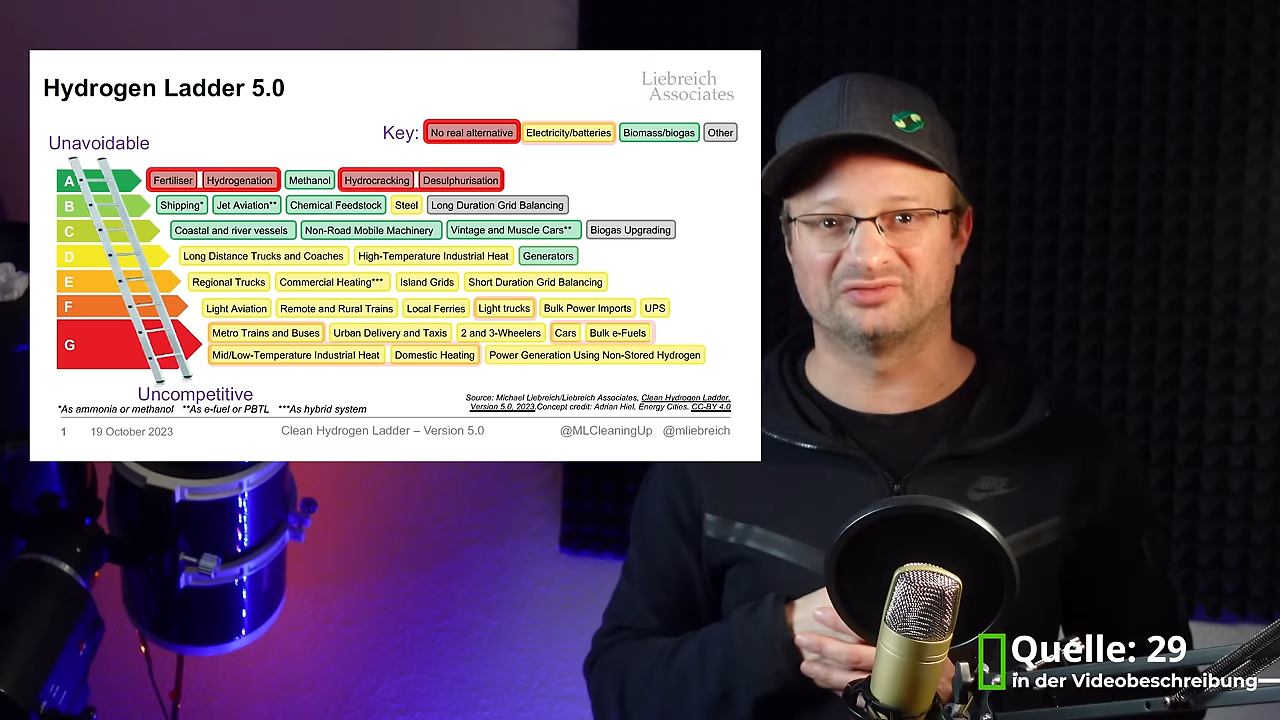 Hydrogen Ladder 5.0
Liebreich
Associates
Unavoidable
Key: No real alternative Electricity/batteries Biomass/biogas Other
A Fertiliser Hydrogenation Methanol Hydrocracking Desulphurisation
B Shipping* Jet Aviation** Chemical Feedstock Steel Long Duration Grid Balancing
C Coastal and river vessels Non-Road Mobile Machinery Vintage and Muscle Cars** Biogas Upgrading
D Long Distance Trucks and Coaches High-Temperature Industrial Heat Generators
E Regional Trucks Commercial Heating*** Island Grids Short Duration Grid Balancing
F Light Aviation Remote and Rural Trains Local Ferries Light trucks Bulk Power Imports UPS
G Metro Trains and Buses Urban Delivery and Taxis 2 and 3-Wheelers Cars Bulk e-Fuels
Mid/Low-Temperature Industrial Heat Domestic Heating Power Generation Using Non-Stored Hydrogen
Uncompetitive
*As ammonia or methanol **As e-fuel or PBTL ***As hybrid system
Source: Michael Liebreich/Liebreich Associates, Clean Hydrogen Ladder,
Version 5.0, 2023.Concept credit: Adrian Hiel, Energy Cities. CC-BY 4.0
1 19 October 2023 Clean Hydrogen Ladder – Version 5.0 @MLCleaningUp @mliebreich
Quelle: 29
in der Videobeschreibung